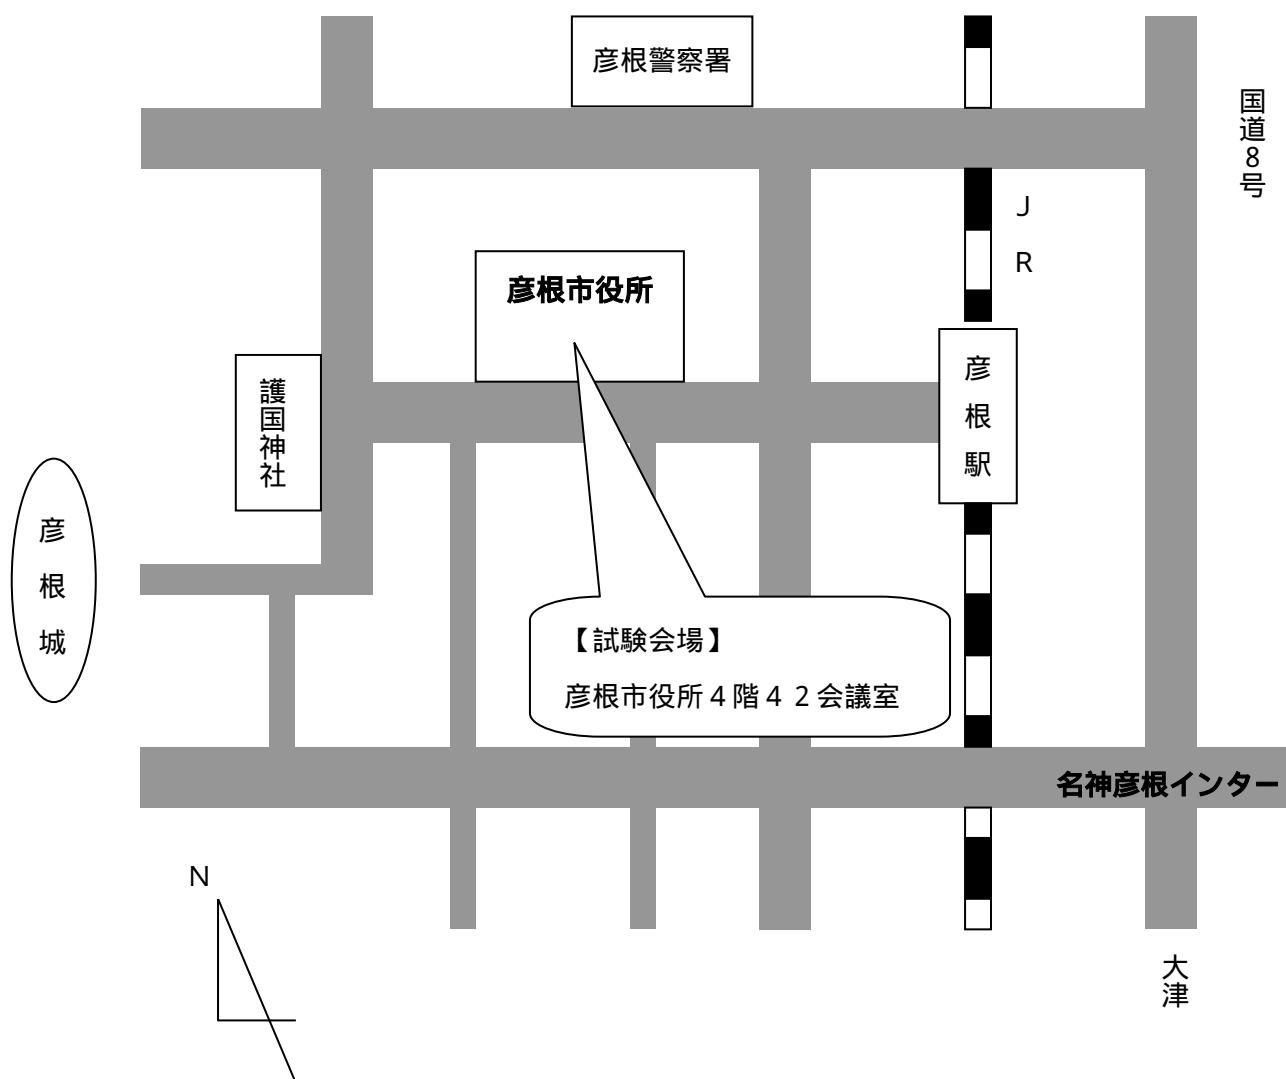 彦根警察署
国道８号
ＪＲ
彦根市役所
護国神社
彦根駅
彦根城
【試験会場】
彦根市役所４階４２会議室
名神彦根インター
Ｎ
大津